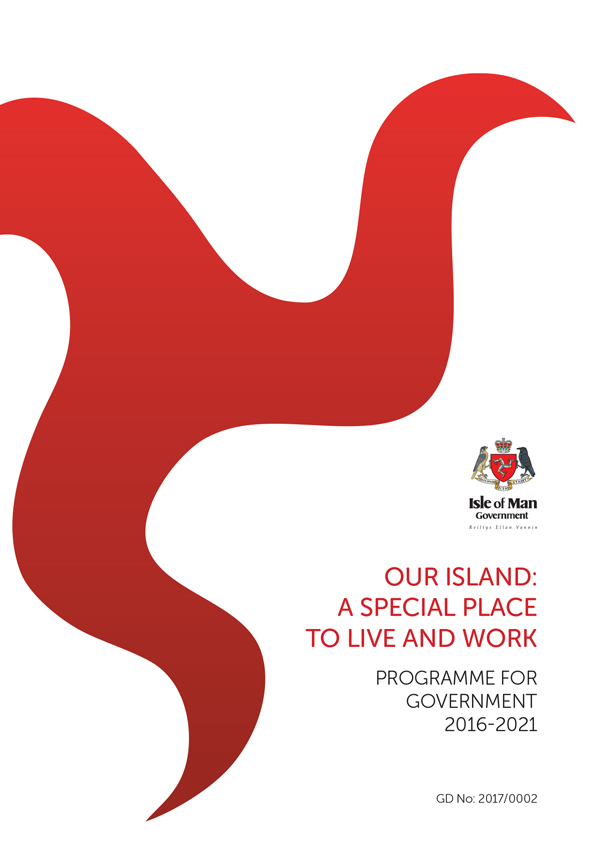 Isle of Man
Government
Reiltys Ellan Vannin
OUR ISLAND:
A SPECIAL PLACE
TO LIVE AND WORK
PROGRAMME FOR
GOVERNMENT
2016-2021
GD No: 2017/0002